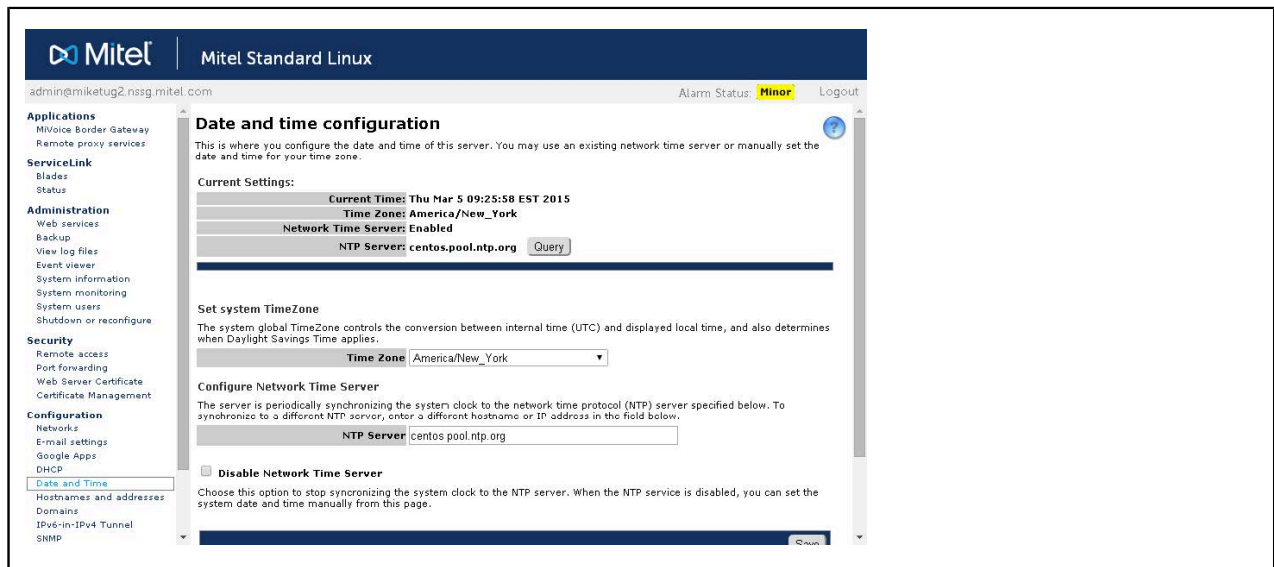 Mitel
Mitel Standard Linux
admin@miketug2.nssg.mitel.com
Alarm Status: Minor
Logout
Applications
MiVoice Border Gateway
Remote proxy services
ServiceLink
Blades
Status
Administration
Web services
Backup
View log files
Event viewer
System information
System monitoring
System users
Shutdown or reconfigure
Security
Remote access
Port forwarding
Web Server Certificate
Certificate Management
Configuration
Networks
E-mail settings
Google Apps
DHCP
Date and Time
Hostnames and addresses
Domains
IPv6-in-IPv4 Tunnel
SNMP
Date and time configuration
?
This is where you configure the date and time of this server. You may use an existing network time server or manually set the
date and time for your time zone.
Current Settings:
Current Time: Thu Mar 5 09:25:58 EST 2015
Time Zone: America/New_York
Network Time Server: Enabled
NTP Server: centos.pool.ntp.org Query
Set system TimeZone
The system global TimeZone controls the conversion between internal time (UTC) and displayed local time, and also determines
when Daylight Savings Time applies.
Time Zone America/New_York
Configure Network Time Server
The server is periodically synchronizing the system clock to the network time protocol (NTP) server specified below. To
synchronize to a different NTP server, enter a different hostname or IP address in the field below.
NTP Server centos pool.ntp.org
Disable Network Time Server
Choose this option to stop syncronizing the system clock to the NTP server. When the NTP service is disabled, you can set the
system date and time manually from this page.
Save